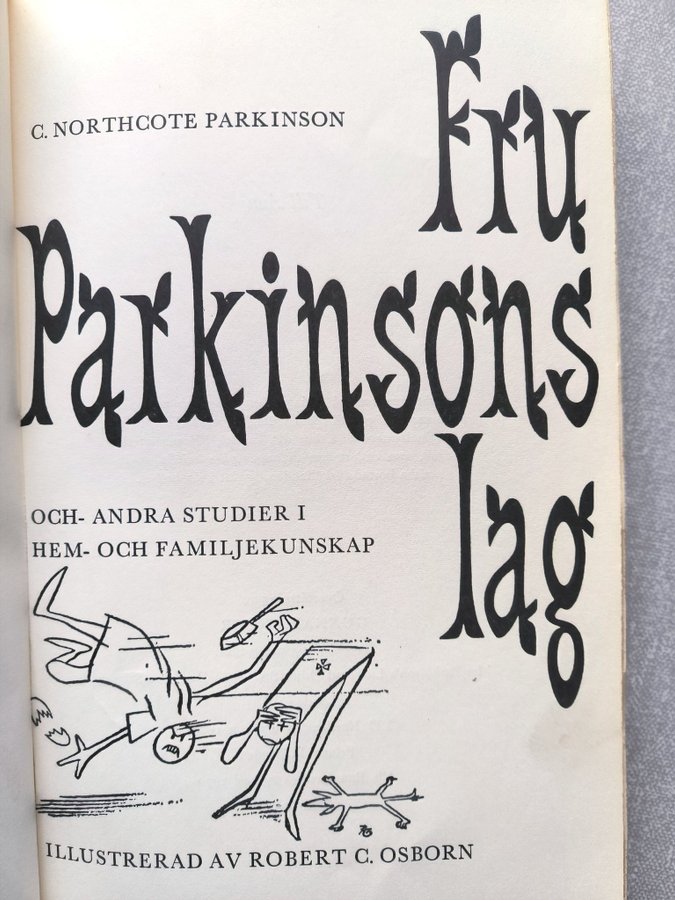 C. NORTHCOTE PARKINSON
Fru
Parkinsons
lag
OCH- ANDRA STUDIER I
HEM- OCH FAMILJEKUNSKAP
ILLUSTRERAD AV ROBERT C. OSBORN